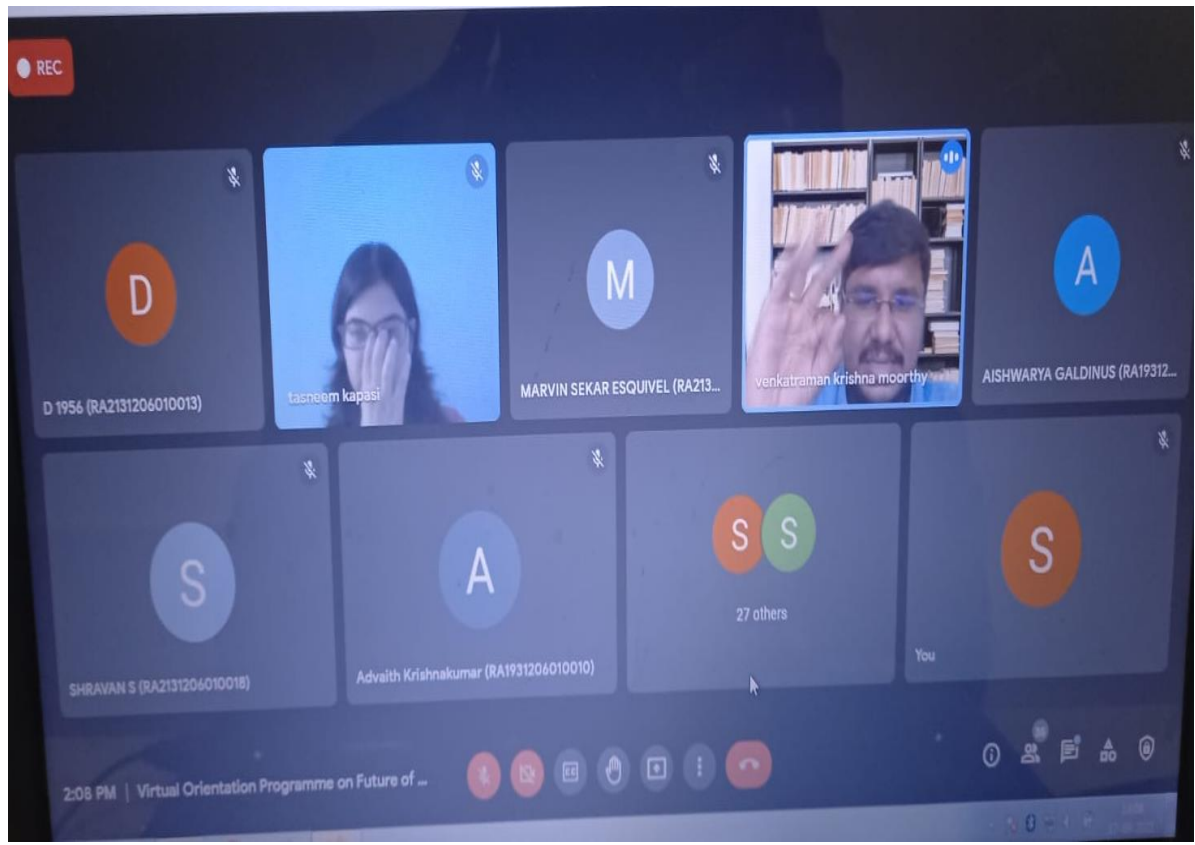 REC
D
D 1956 (RA2131206010013)
tasneem kapasi
M
MARVIN SEKAR ESQUIVEL (RA213...
venkatraman krishna moorthy
A
AISHWARYA GALDINUS (RA19312...
S
SHRAVAN S (RA2131206010018)
A
Advaith Krishnakumar (RA1931206010010)
S S
27 others
S
You
2:08 PM | Virtual Orientation Programme on Future of ...
CC